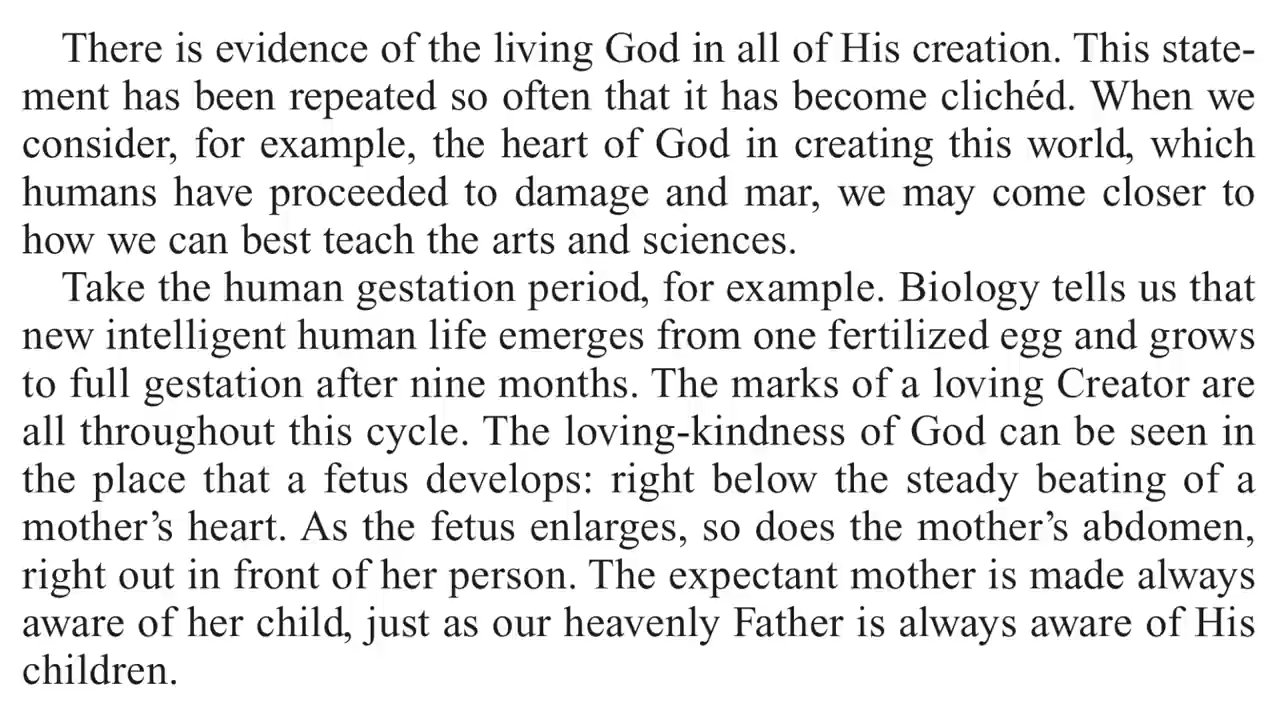 There is evidence of the living God in all of His creation. This state-
ment has been repeated so often that it has become clichéd. When we
consider, for example, the heart of God in creating this world, which
humans have proceeded to damage and mar, we may come closer to
how we can best teach the arts and sciences.
Take the human gestation period, for example. Biology tells us that
new intelligent human life emerges from one fertilized egg and grows
to full gestation after nine months. The marks of a loving Creator are
all throughout this cycle. The loving-kindness of God can be seen in
the place that a fetus develops: right below the steady beating of a
mother’s heart. As the fetus enlarges, so does the mother’s abdomen,
right out in front of her person. The expectant mother is made always
aware of her child, just as our heavenly Father is always aware of His
children.